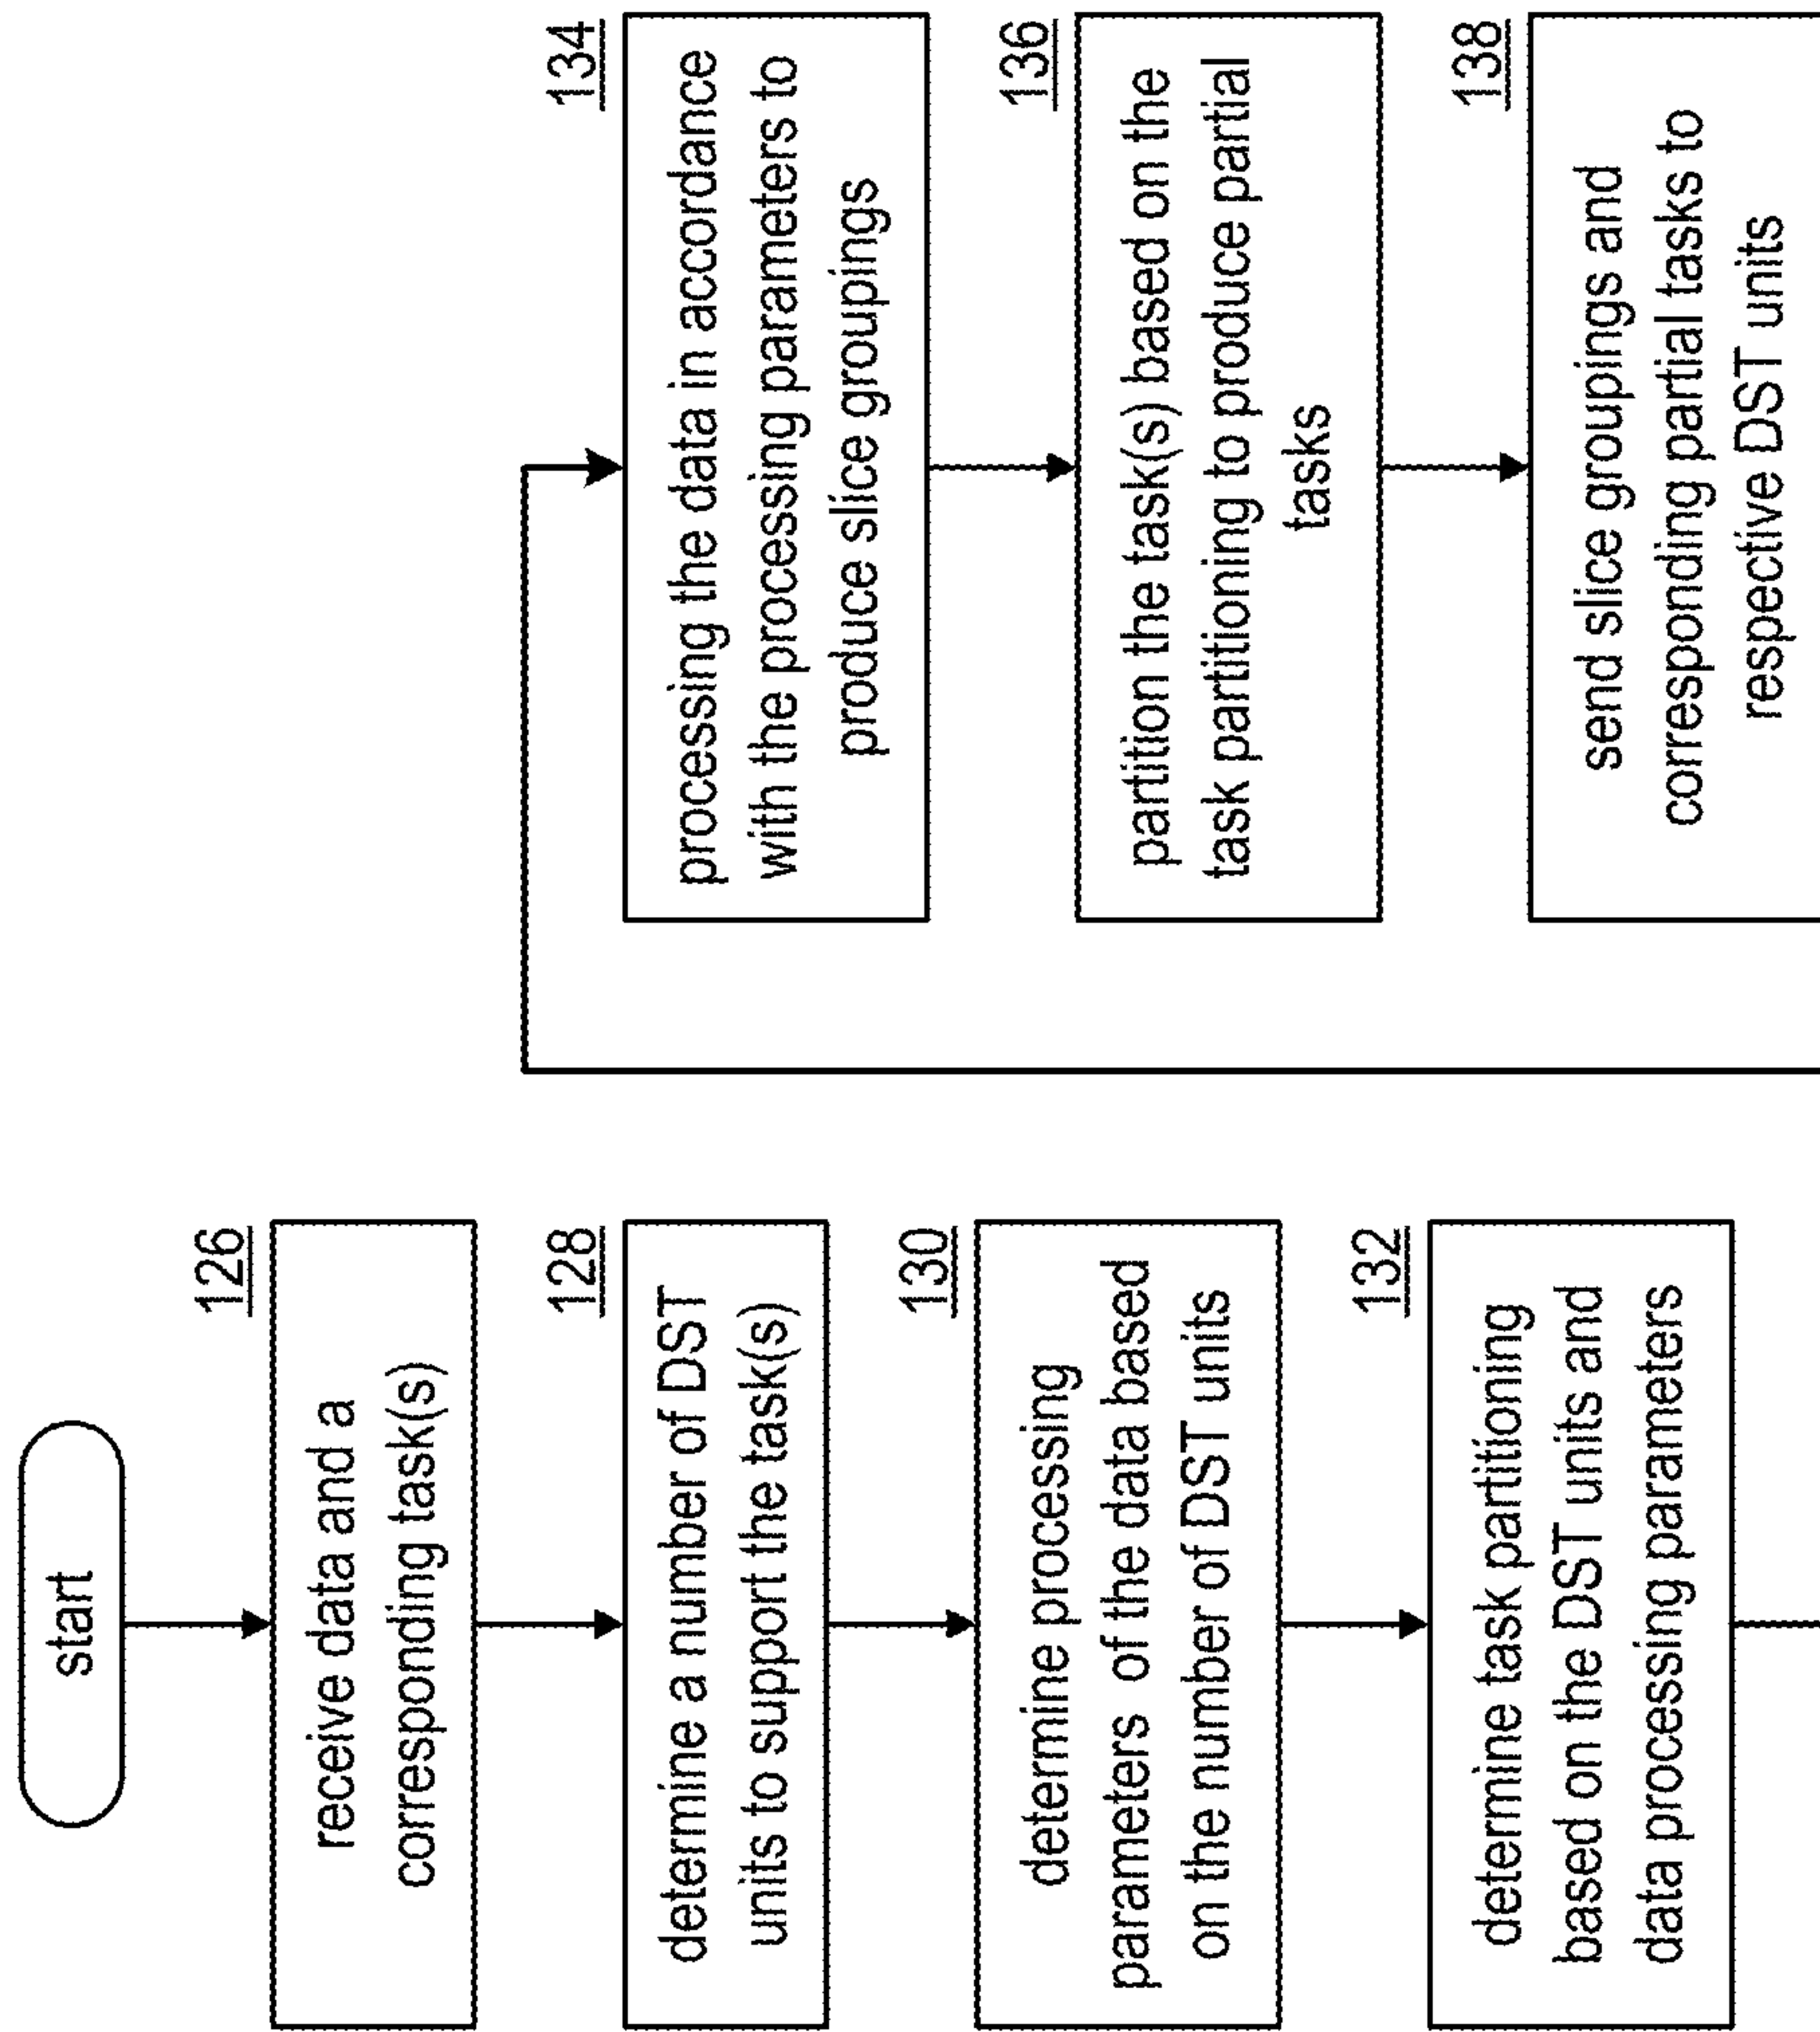 start
126
receive data and a
corresponding task(s)
128
determine a number of DST
units to support the task(s)
130
determine processing
parameters of the data based
on the number of DST units
132
determine task partitioning
based on the DST units and
data processing parameters
134
processing the data in accordance
with the processing parameters to
produce slice groupings
136
partition the task(s) based on the
task partitioning to produce partial
tasks
138
send slice groupings and
corresponding partial tasks to
respective DST units